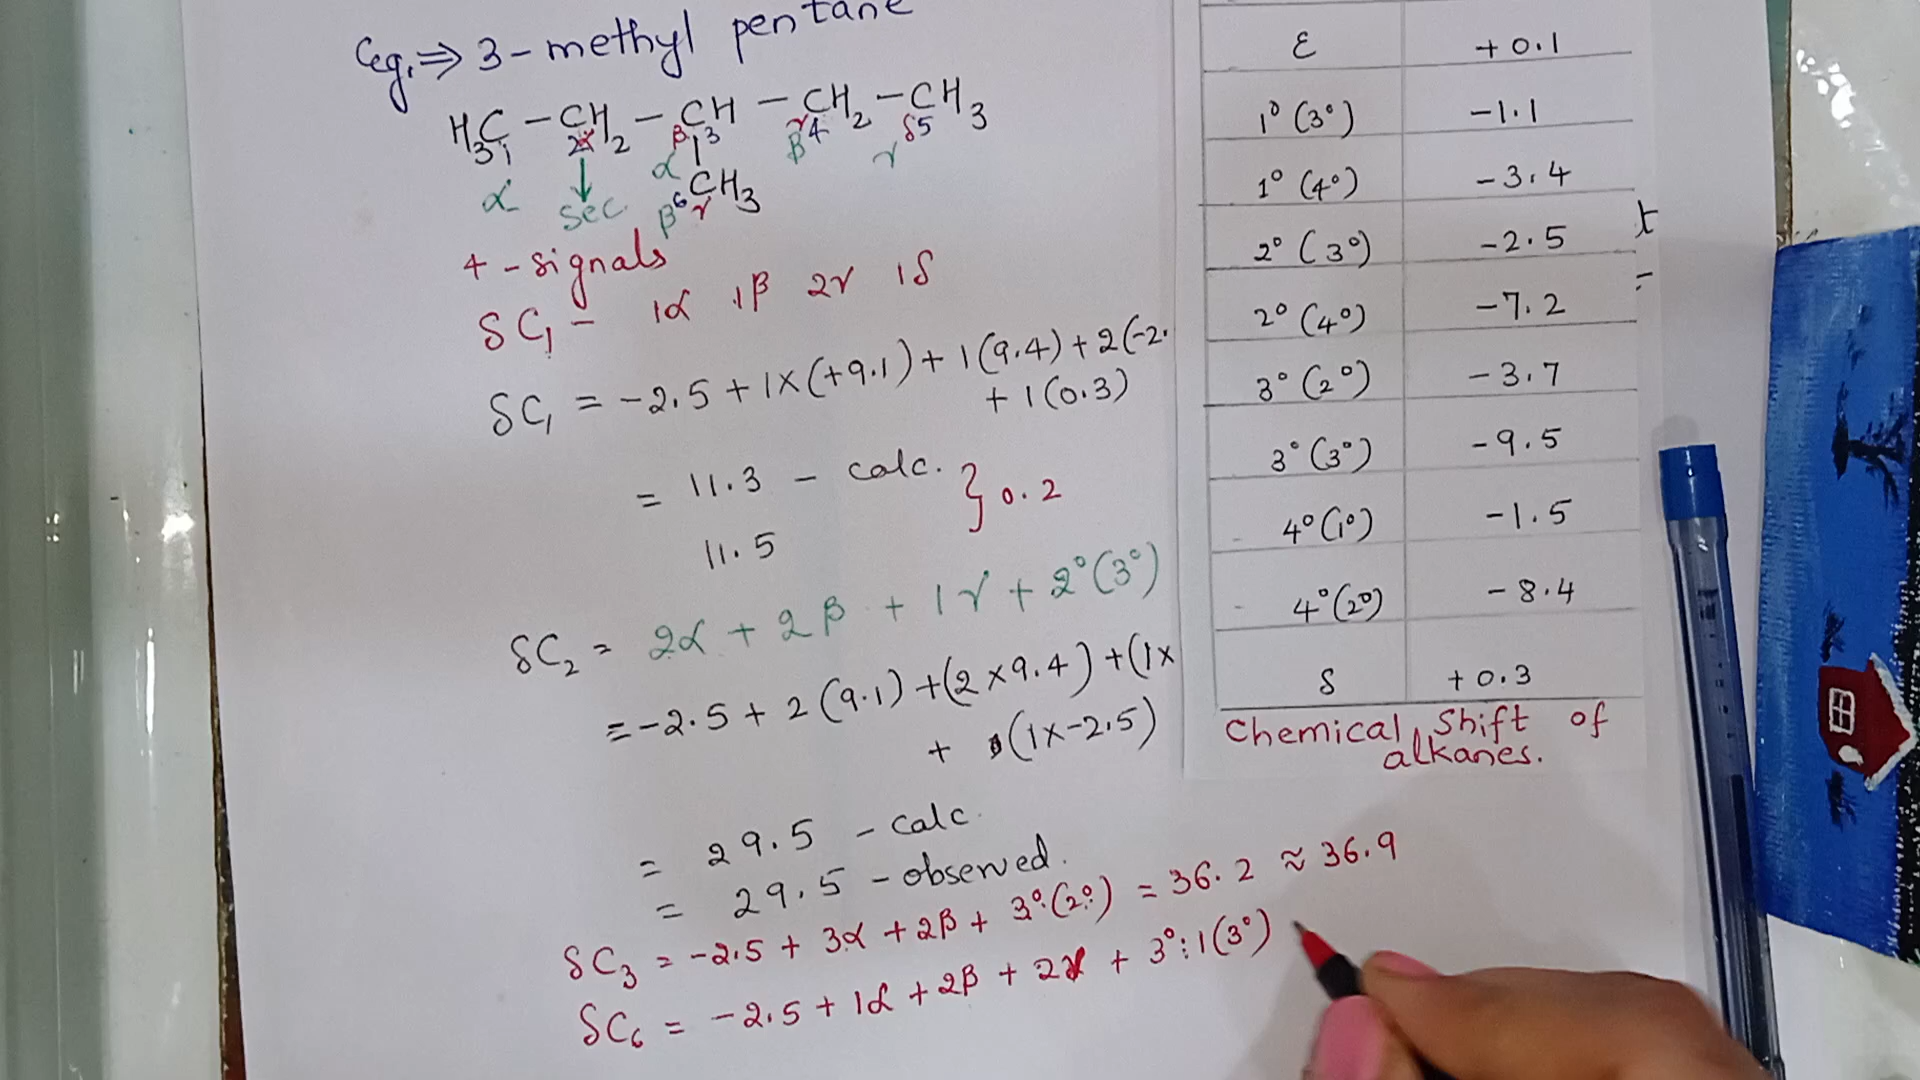 eg. ⇒ 3-methyl pentane
H₃C - CH₂ - CH - CH₂ - CH₃
1 2 α β 3 γ 4 δ 5
α β γ
CH₃
α sec. β 6 γ
4 - signals
δC₁ - 1α 1β 2γ 1δ
δC₁ = -2.5 + 1×(+9.1) + 1(9.4) + 2(-2.
+ 1(0.3)
= 11.3 - calc.
11.5
} 0.2
δC₂ = 2α + 2β + 1γ + 2°(3°)
= -2.5 + 2(9.1) + (2×9.4) + (1×
+ (1×-2.5)
= 29.5 - calc.
= 29.5 - observed.
δC₃ = -2.5 + 3α + 2β + 3°:(2°) = 36.2 ≈ 36.9
δC₆ = -2.5 + 1α + 2β + 2γ + 3°:1(3°)
ε +0.1
1°(3°) -1.1
1°(4°) -3.4
2°(3°) -2.5
2°(4°) -7.2
3°(2°) -3.7
3°(3°) -9.5
4°(1°) -1.5
4°(2°) -8.4
δ +0.3
Chemical Shift of
alkanes.
t